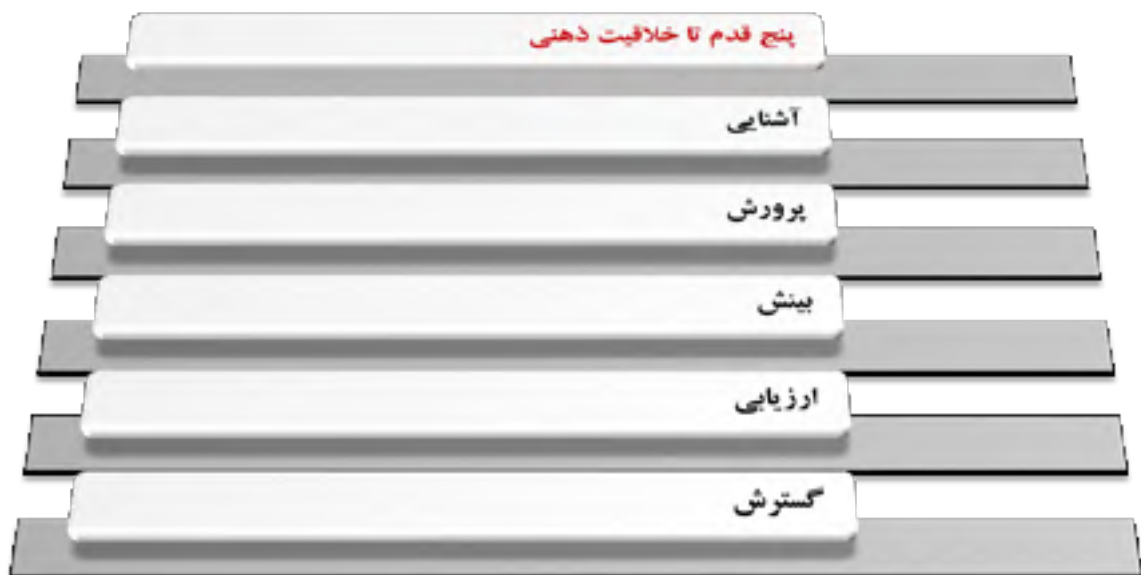 پنج قدم تا خلاقیت ذهنی
آشنایی
پرورش
بینش
ارزیابی
گسترش